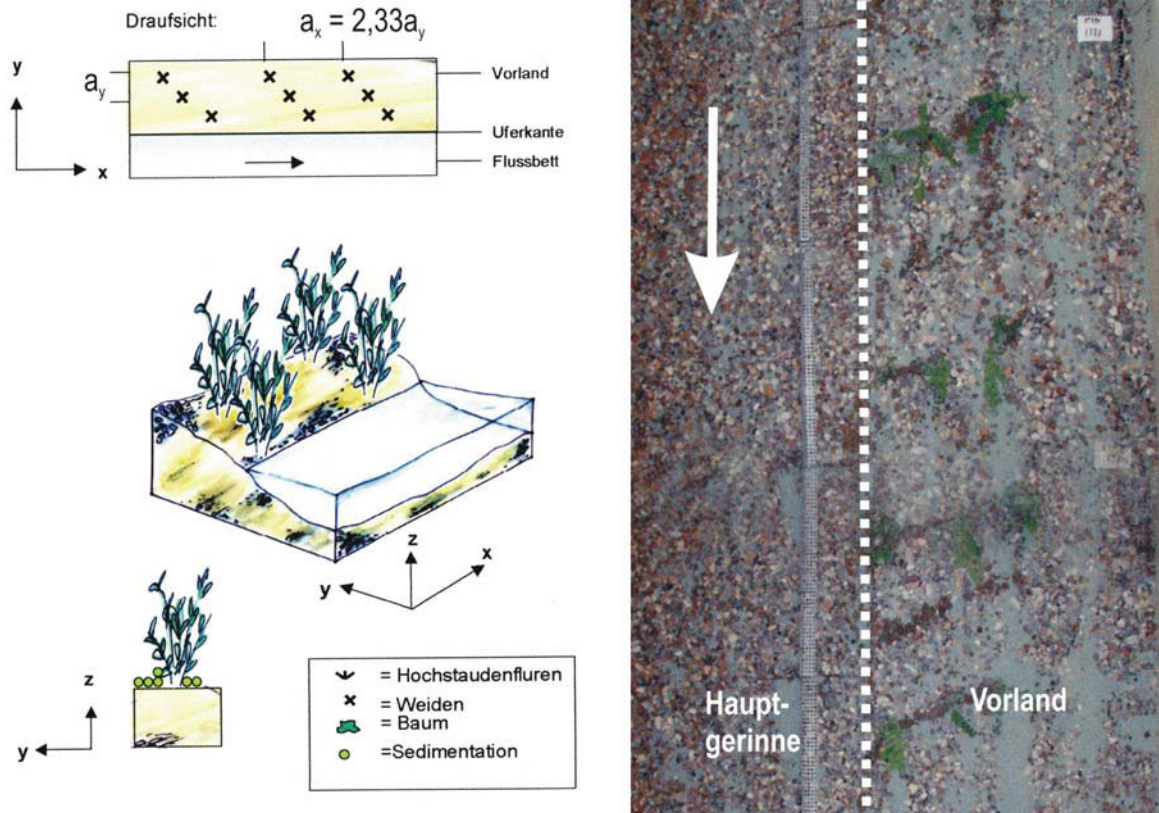 Draufsicht:
aₓ = 2,33aᵧ
y
aᵧ
x
Vorland
Uferkante
Flussbett
z
x
y
z
y
= Hochstaudenfluren
= Weiden
= Baum
=Sedimentation
Haupt-
gerinne
Vorland